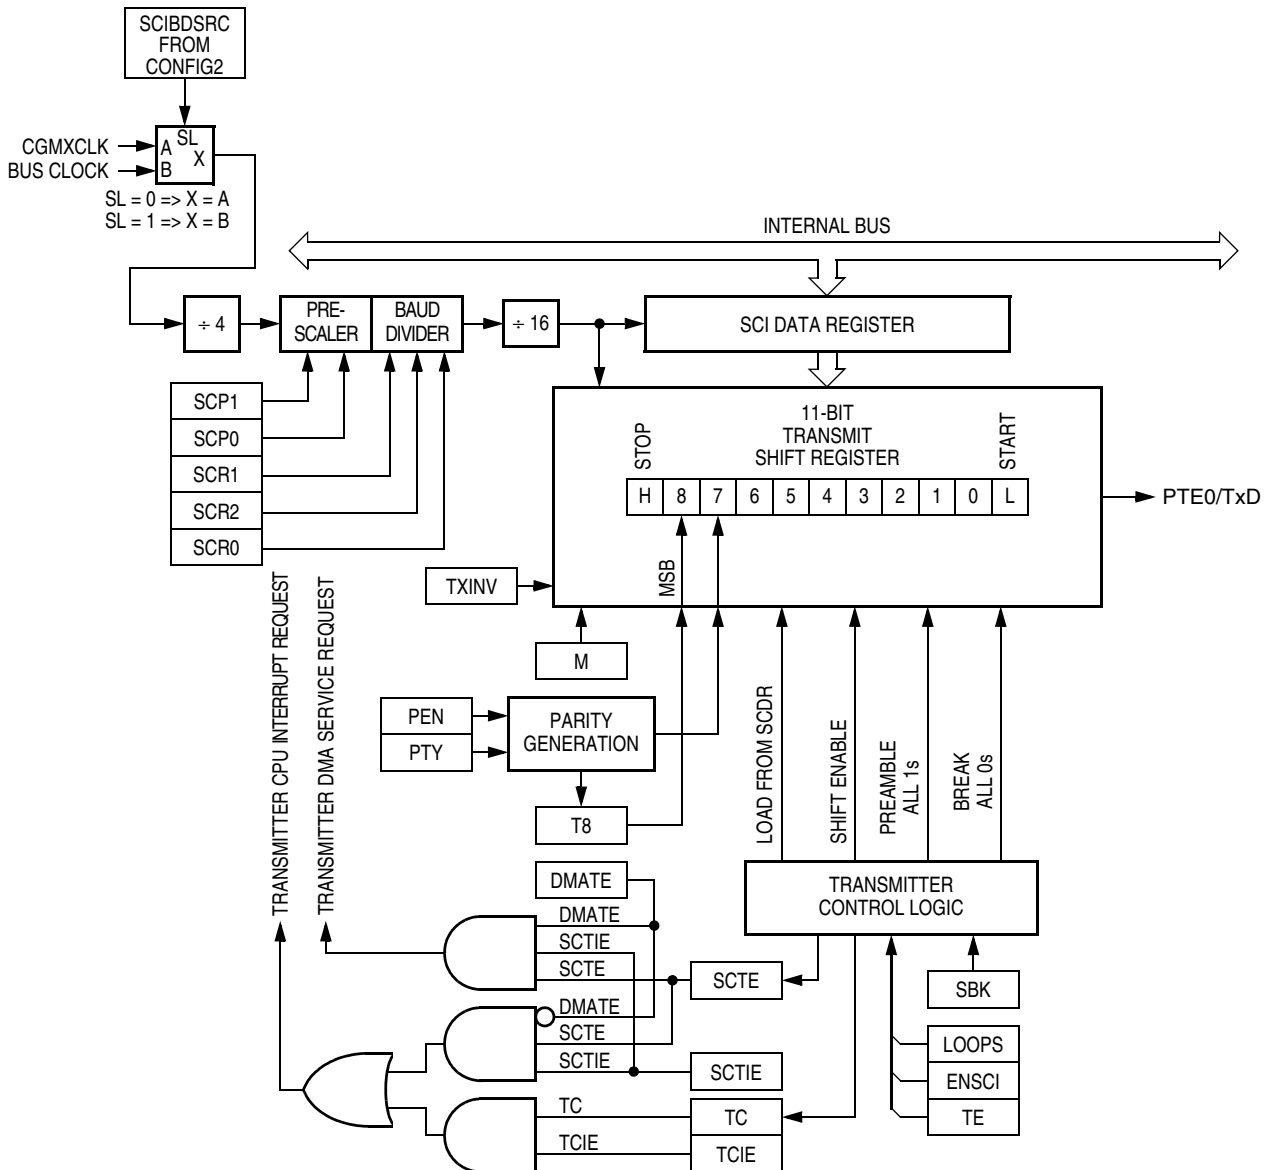 SCIBDSRC
FROM
CONFIG2
CGMXCLK
BUS CLOCK
A
SL
X
B
SL = 0 => X = A
SL = 1 => X = B
INTERNAL BUS
÷ 4
PRE-
SCALER
BAUD
DIVIDER
÷ 16
SCI DATA REGISTER
SCP1
SCP0
SCR1
SCR2
SCR0
11-BIT
TRANSMIT
SHIFT REGISTER
STOP
START
H 8 7 6 5 4 3 2 1 0 L
PTE0/TxD
MSB
TXINV
M
PEN
PTY
PARITY
GENERATION
T8
LOAD FROM SCDR
SHIFT ENABLE
PREAMBLE
ALL 1s
BREAK
ALL 0s
TRANSMITTER CPU INTERRUPT REQUEST
TRANSMITTER DMA SERVICE REQUEST
TRANSMITTER
CONTROL LOGIC
DMATE
DMATE
SCTIE
SCTE
SCTE
SBK
DMATE
SCTE
SCTIE
SCTIE
LOOPS
ENSCI
TE
TC
TC
TCIE
TCIE